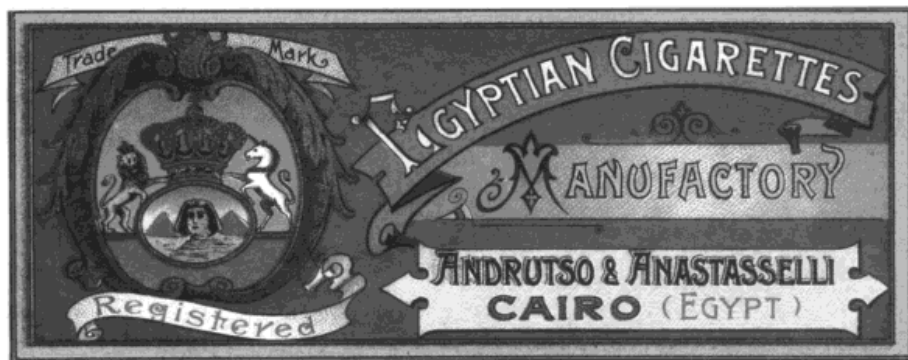 Trade Mark
Registered
EGYPTIAN CIGARETTES
MANUFACTORY
ANDRUTSO & ANASTASSELLI
CAIRO (EGYPT)